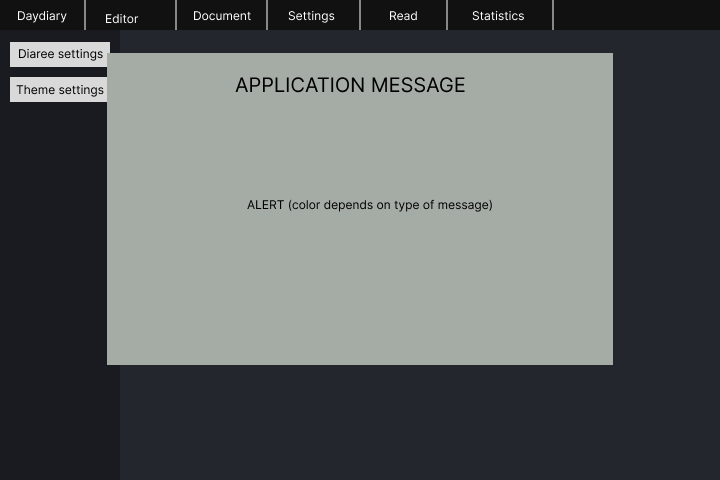 Daydiary
Editor
Document
Settings
Read
Statistics
Diaree settings
Theme settings
APPLICATION MESSAGE
ALERT (color depends on type of message)